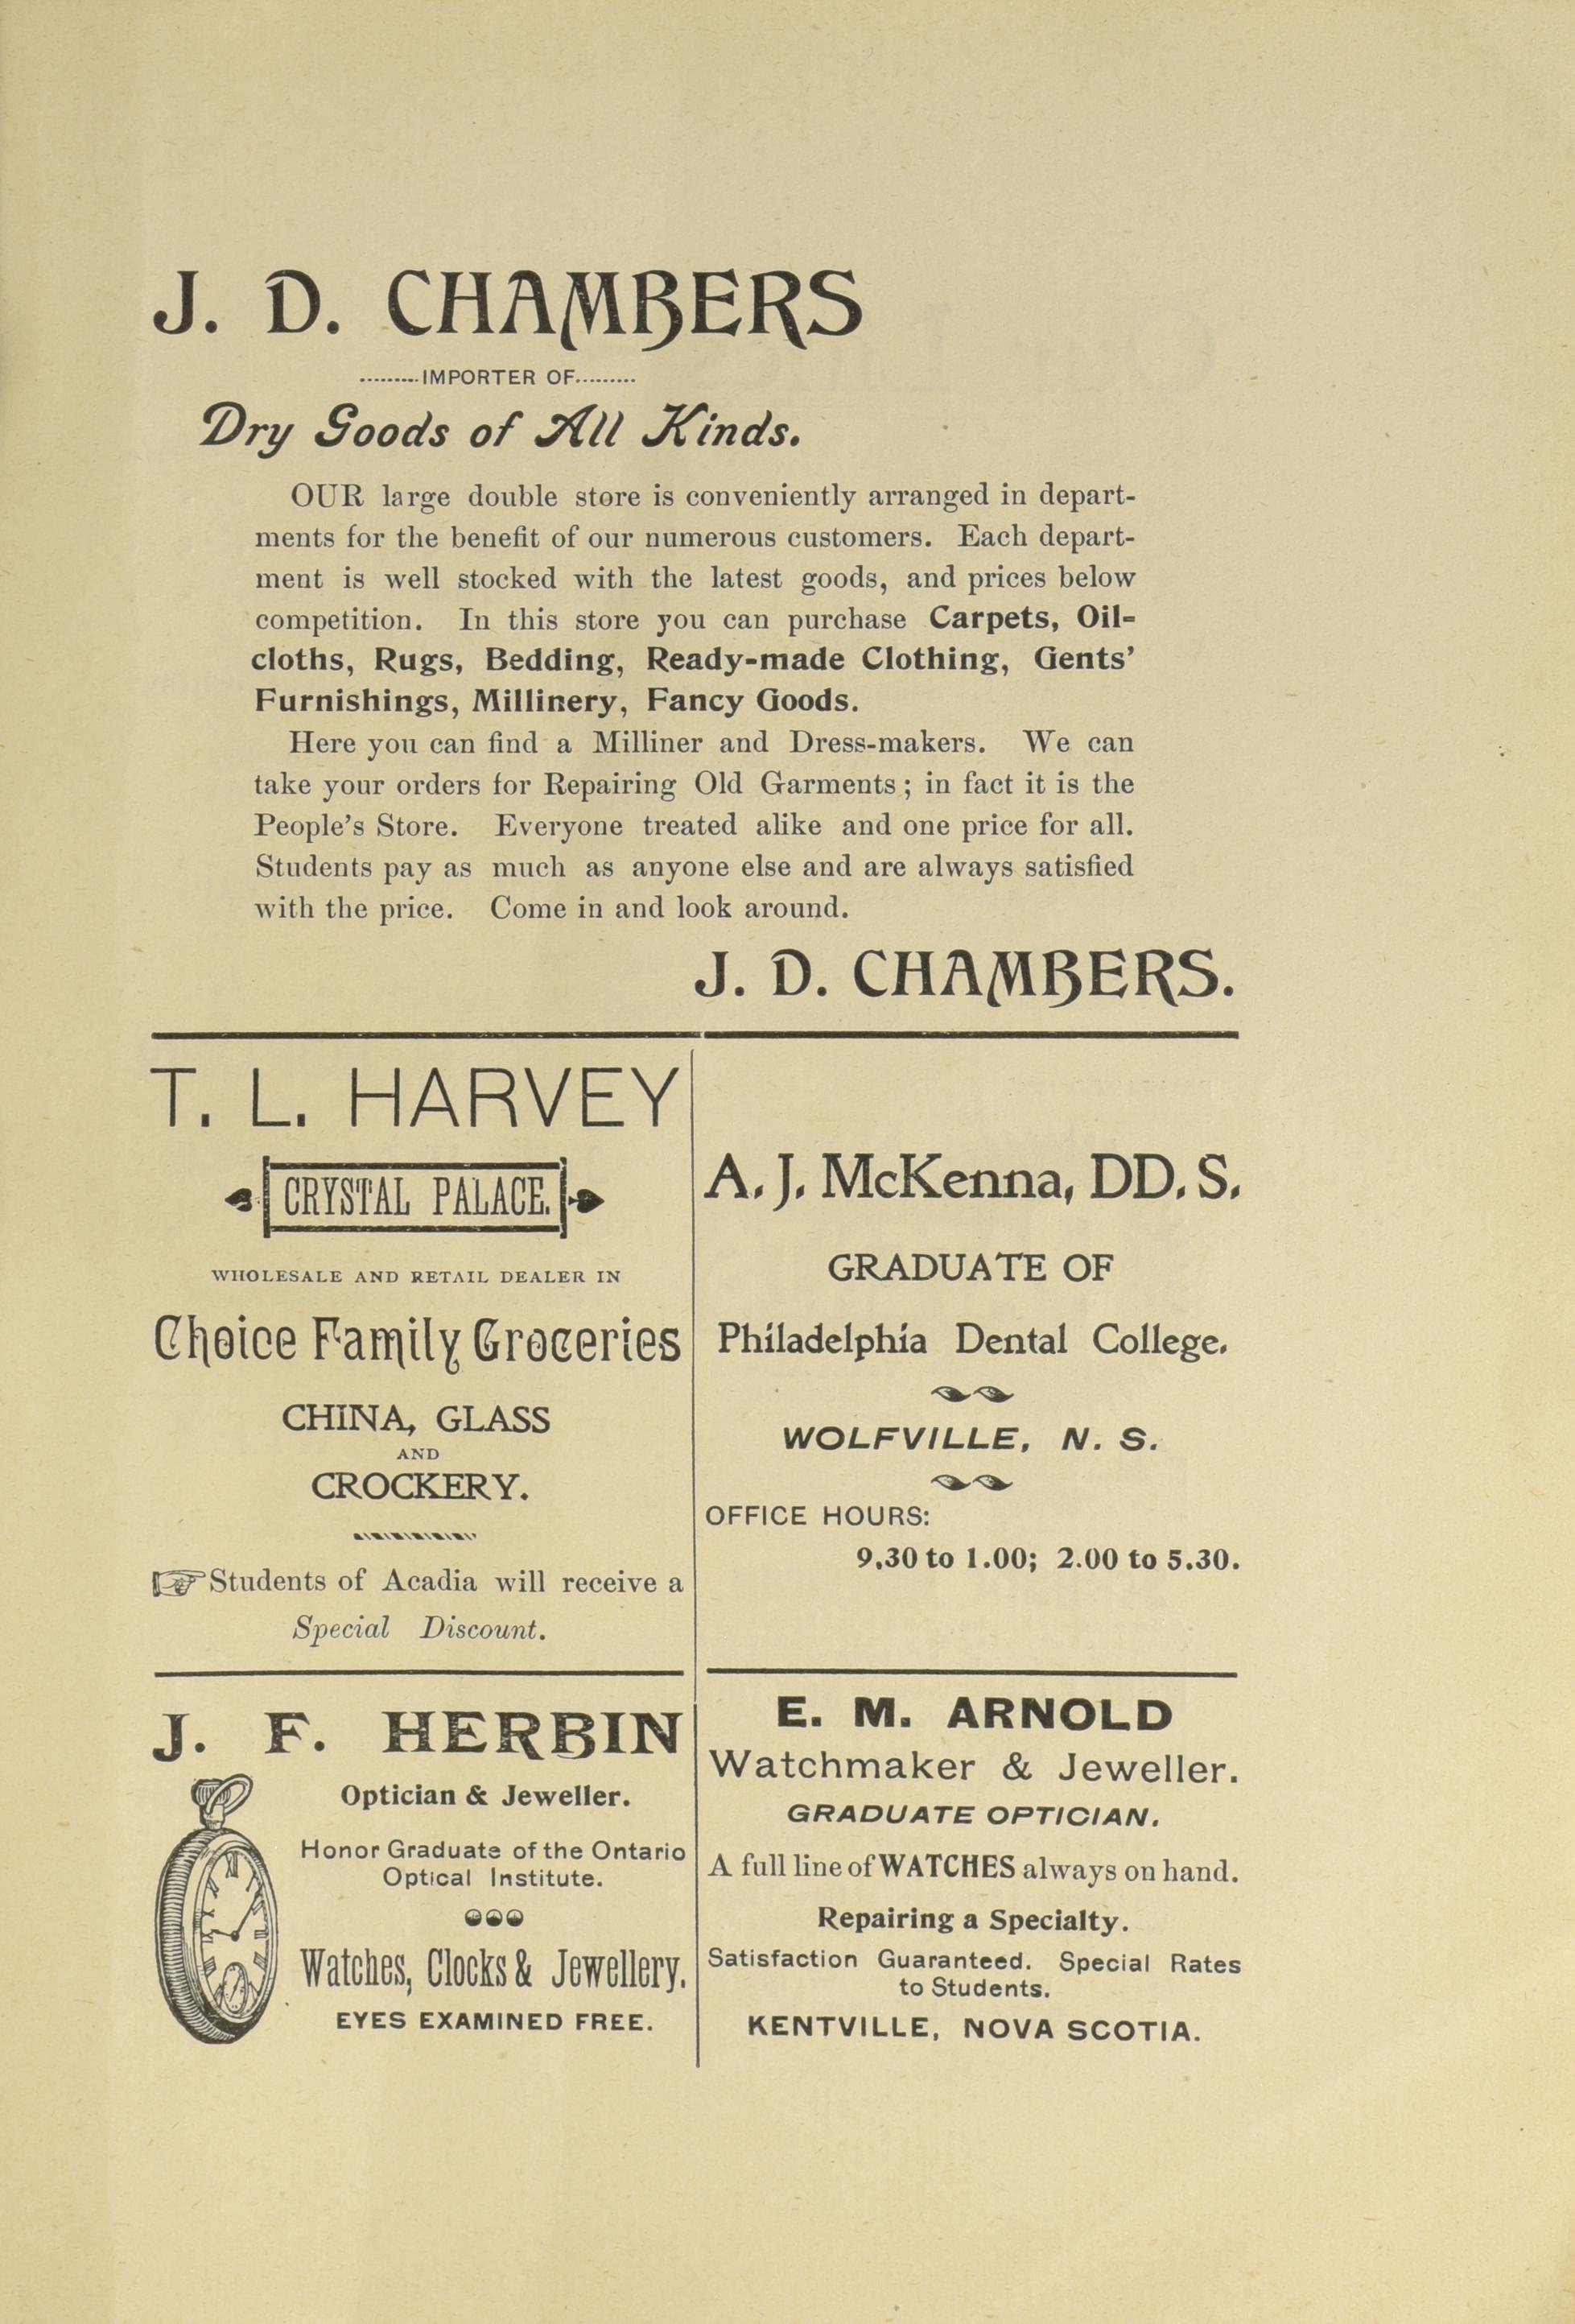 J. D. CHAMBERS
.........IMPORTER OF.........
Dry Goods of All Kinds.
OUR large double store is conveniently arranged in depart-
ments for the benefit of our numerous customers. Each depart-
ment is well stocked with the latest goods, and prices below
competition. In this store you can purchase Carpets, Oil-
cloths, Rugs, Bedding, Ready-made Clothing, Gents'
Furnishings, Millinery, Fancy Goods.
Here you can find a Milliner and Dress-makers. We can
take your orders for Repairing Old Garments; in fact it is the
People's Store. Everyone treated alike and one price for all.
Students pay as much as anyone else and are always satisfied
with the price. Come in and look around.
J. D. CHAMBERS.
T. L. HARVEY
CRYSTAL PALACE.
WHOLESALE AND RETAIL DEALER IN
Choice Family Groceries
CHINA, GLASS
AND
CROCKERY.
☞Students of Acadia will receive a
Special Discount.
A. J. McKenna, DD. S.
GRADUATE OF
Philadelphia Dental College.
WOLFVILLE, N. S.
OFFICE HOURS:
9.30 to 1.00; 2.00 to 5.30.
J. F. HERBIN
Optician & Jeweller.
Honor Graduate of the Ontario
Optical Institute.
Watches, Clocks & Jewellery.
EYES EXAMINED FREE.
E. M. ARNOLD
Watchmaker & Jeweller.
GRADUATE OPTICIAN.
A full line of WATCHES always on hand.
Repairing a Specialty.
Satisfaction Guaranteed. Special Rates
to Students.
KENTVILLE, NOVA SCOTIA.